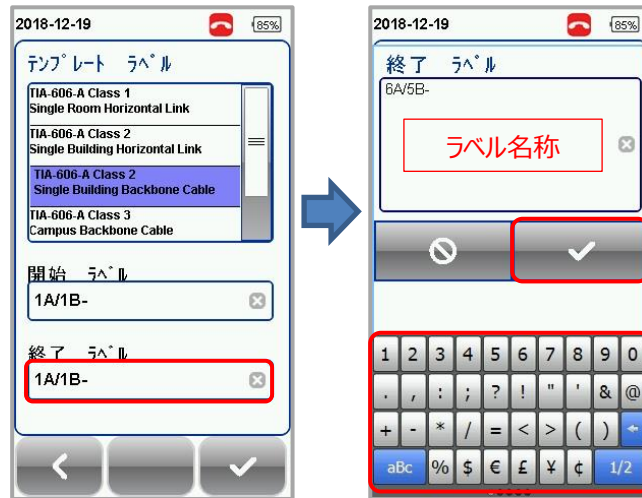 2018-12-19
85%
テンプレート ラベル
TIA-606-A Class 1
Single Room Horizontal Link
TIA-606-A Class 2
Single Building Horizontal Link
TIA-606-A Class 2
Single Building Backbone Cable
TIA-606-A Class 3
Campus Backbone Cable
開始 ラベル
1A/1B-
終了 ラベル
1A/1B-
2018-12-19
85%
終了 ラベル
6A/5B-
ラベル名称
1 2 3 4 5 6 7 8 9 0
. , : ; ? ! " ' & @
+ - * / = < > ( )
aBc % $ € £ ¥ ¢ 1/2